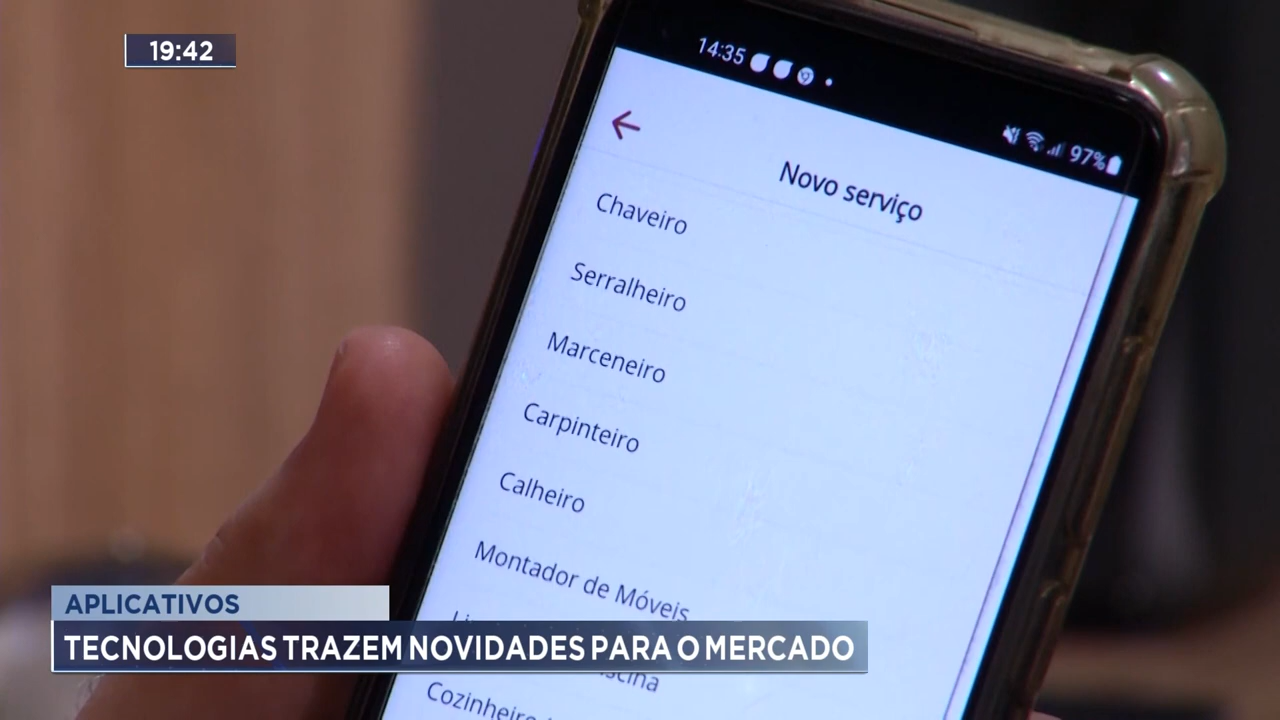 19:42
14:35
97%
Novo serviço
Chaveiro
Serralheiro
Marceneiro
Carpinteiro
Calheiro
Montador de Móveis
Cozinheiro
APLICATIVOS
TECNOLOGIAS TRAZEM NOVIDADES PARA O MERCADO